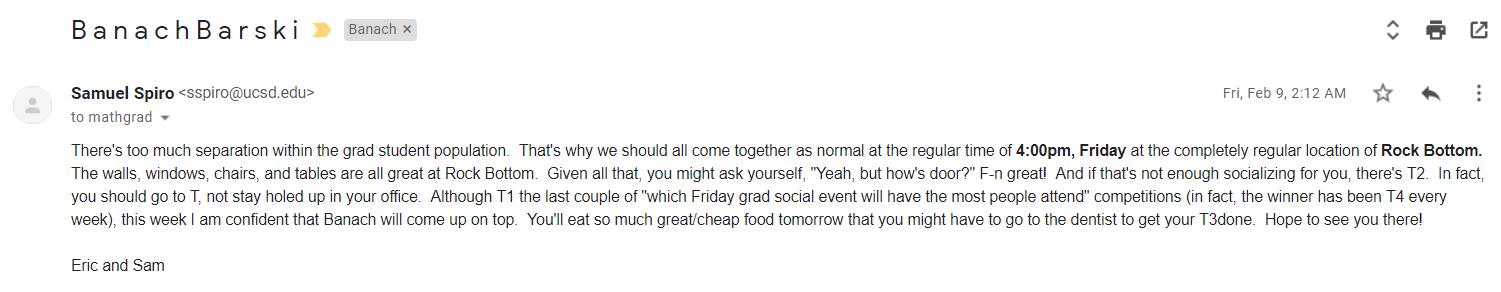 B a n a c h B a r s k i
Banach ×
Samuel Spiro <sspiro@ucsd.edu>
Fri, Feb 9, 2:12 AM
to mathgrad
There's too much separation within the grad student population.  That's why we should all come together as normal at the regular time of 4:00pm, Friday at the completely regular location of Rock Bottom.
The walls, windows, chairs, and tables are all great at Rock Bottom.  Given all that, you might ask yourself, "Yeah, but how's door?" F-n great!  And if that's not enough socializing for you, there's T2.  In fact,
you should go to T, not stay holed up in your office.  Although T1 the last couple of "which Friday grad social event will have the most people attend" competitions (in fact, the winner has been T4 every
week), this week I am confident that Banach will come up on top.  You'll eat so much great/cheap food tomorrow that you might have to go to the dentist to get your T3done.  Hope to see you there!
Eric and Sam